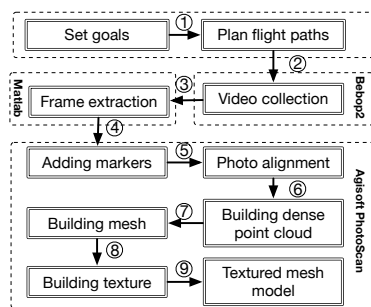 ①
Set goals
Plan flight paths
②
Matlab
③
Bebop2
Frame extraction
Video collection
④
Adding markers
⑤
Photo alignment
⑥
Agisoft PhotoScan
Building mesh
⑦
Building dense
point cloud
⑧
Building texture
⑨
Textured mesh
model